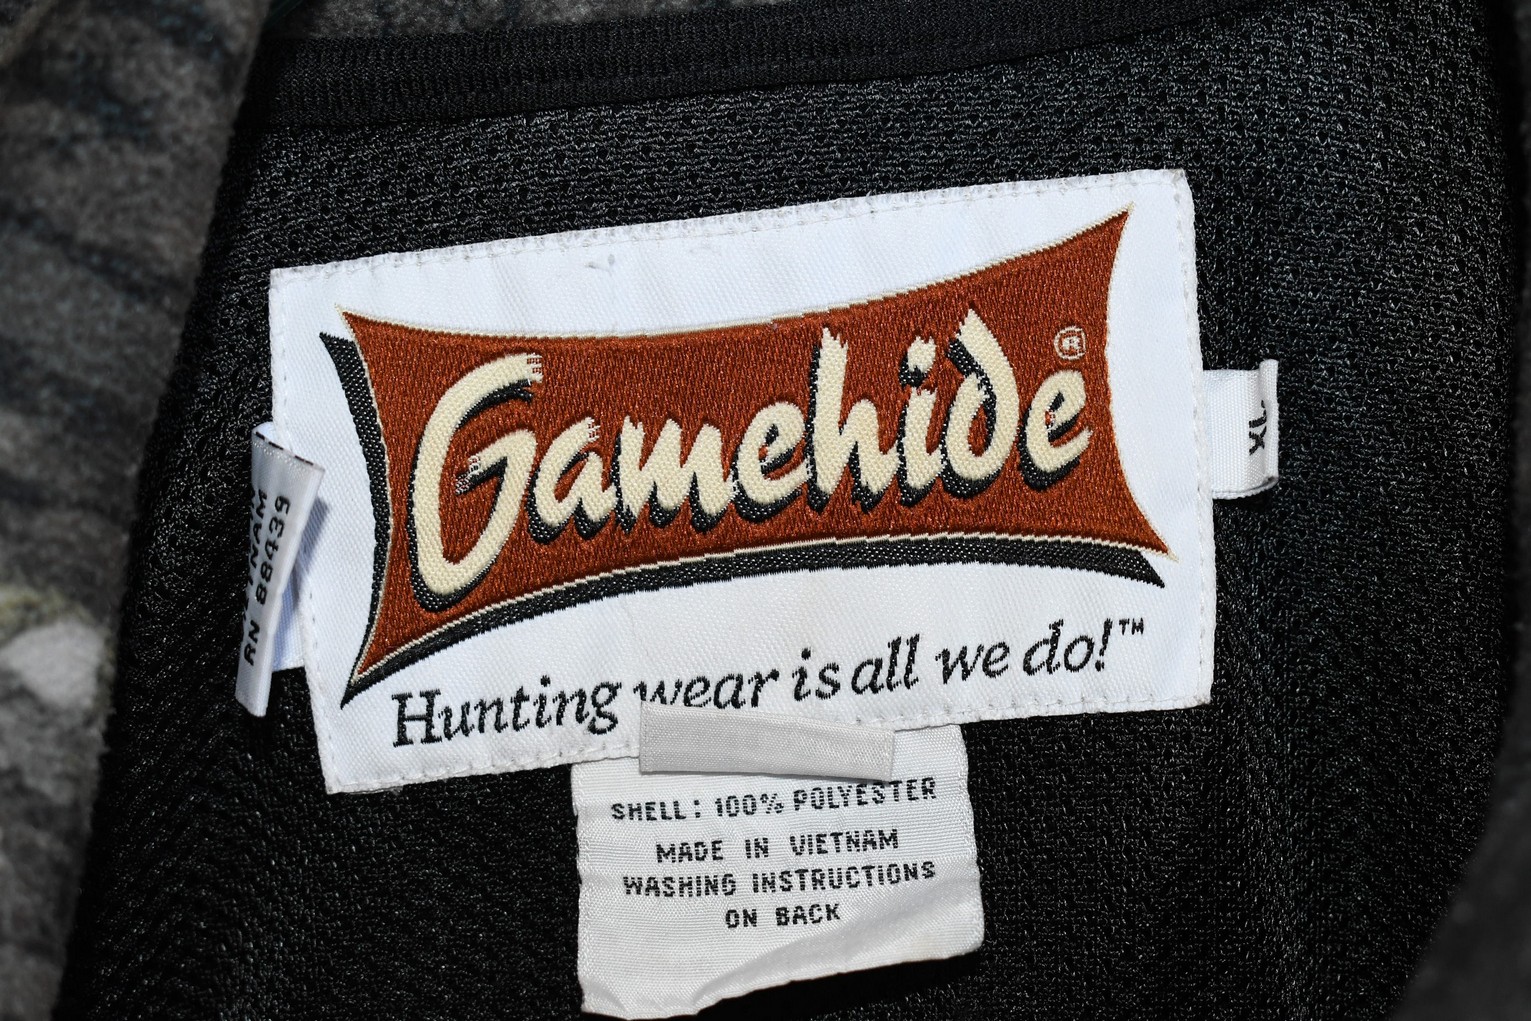 Gamehide®
Hunting wear is all we do!™
XL
RN 88439
SHELL: 100% POLYESTER
MADE IN VIETNAM
WASHING INSTRUCTIONS
ON BACK